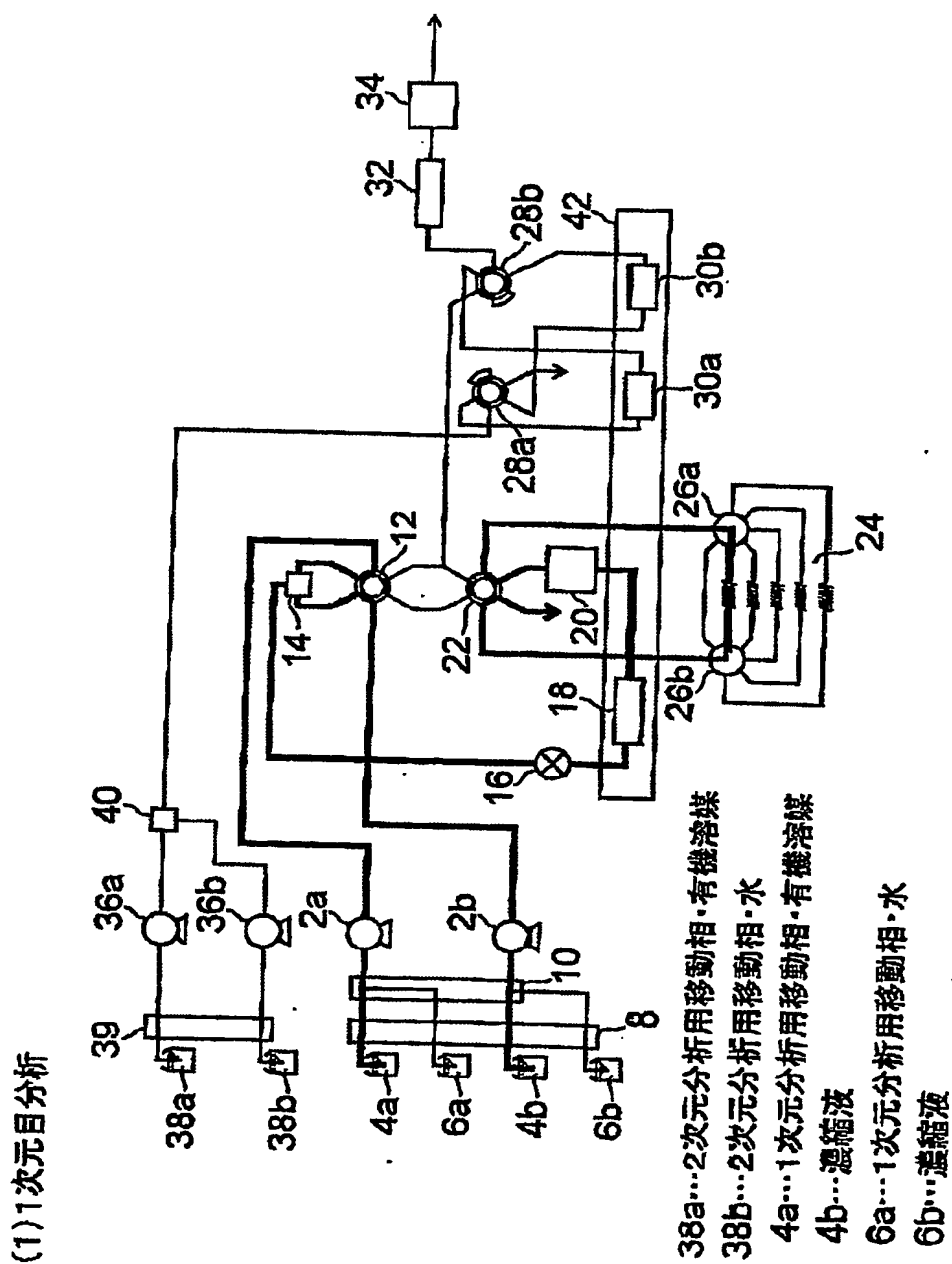 (1)1次元目分析
38a
38b
4a
6a
4b
6b
39
8
10
36a
36b
2a
2b
40
14
12
16
18
20
22
24
26a
26b
28a
28b
30a
30b
42
32
34
38a…2次元分析用移動相・有機溶媒
38b…2次元分析用移動相・水
4a…1次元分析用移動相・有機溶媒
4b…濃縮液
6a…1次元分析用移動相・水
6b…濃縮液